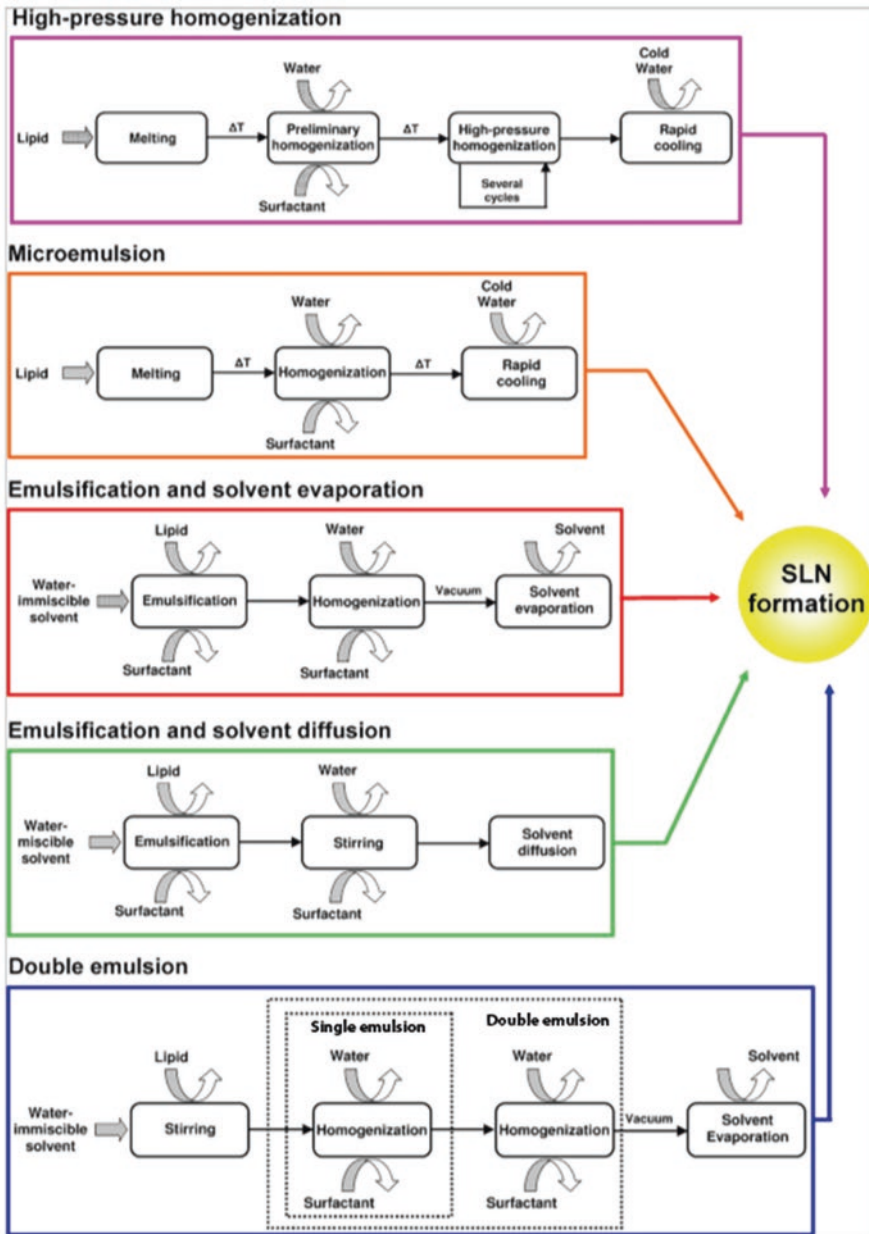 High-pressure homogenization
Water
Cold
Water
Lipid
Melting
ΔT
Preliminary
homogenization
ΔT
High-pressure
homogenization
Rapid
cooling
Several
cycles
Surfactant
Microemulsion
Water
Cold
Water
Lipid
Melting
ΔT
Homogenization
ΔT
Rapid
cooling
Surfactant
Emulsification and solvent evaporation
Lipid
Water
Solvent
Water-
immiscible
solvent
Emulsification
Homogenization
Vacuum
Solvent
evaporation
Surfactant
Surfactant
SLN
formation
Emulsification and solvent diffusion
Lipid
Water
Water-
miscible
solvent
Emulsification
Stirring
Solvent
diffusion
Surfactant
Surfactant
Double emulsion
Single emulsion
Double emulsion
Lipid
Water
Water
Solvent
Water-
immiscible
solvent
Stirring
Homogenization
Homogenization
Vacuum
Solvent
Evaporation
Surfactant
Surfactant